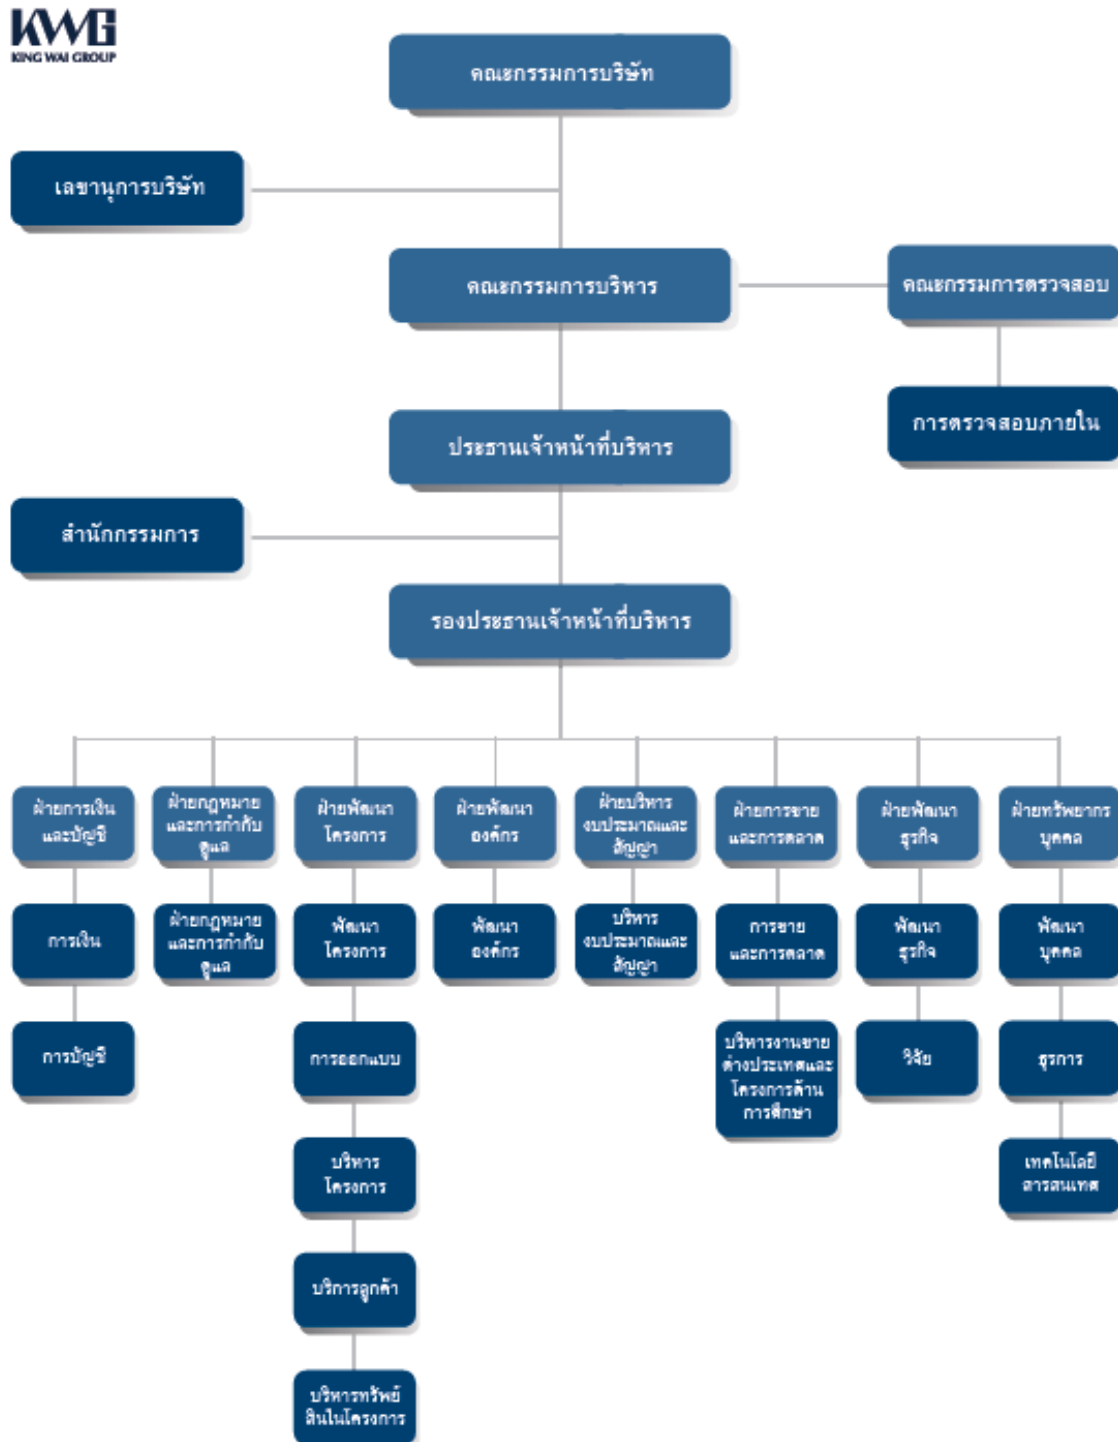 KWG
KING WAI GROUP
คณะกรรมการบริษัท
เลขานุการบริษัท
คณะกรรมการบริหาร
คณะกรรมการตรวจสอบ
การตรวจสอบภายใน
ประธานเจ้าหน้าที่บริหาร
สำนักกรรมการ
รองประธานเจ้าหน้าที่บริหาร
ฝ่ายการเงิน
และบัญชี
ฝ่ายกฎหมาย
และการกำกับ
ดูแล
ฝ่ายพัฒนา
โครงการ
ฝ่ายพัฒนา
องค์กร
ฝ่ายบริหาร
งบประมาณและ
สัญญา
ฝ่ายการขาย
และการตลาด
ฝ่ายพัฒนา
ธุรกิจ
ฝ่ายทรัพยากร
บุคคล
การเงิน
ฝ่ายกฎหมาย
และการกำกับ
ดูแล
พัฒนา
โครงการ
พัฒนา
องค์กร
บริหาร
งบประมาณและ
สัญญา
การขาย
และการตลาด
พัฒนา
ธุรกิจ
พัฒนา
บุคคล
การบัญชี
การออกแบบ
บริหารงานขาย
ต่างประเทศและ
โครงการด้าน
การศึกษา
วิจัย
ธุรการ
บริหาร
โครงการ
เทคโนโลยี
สารสนเทศ
บริการลูกค้า
บริหารทรัพย์
สินในโครงการ